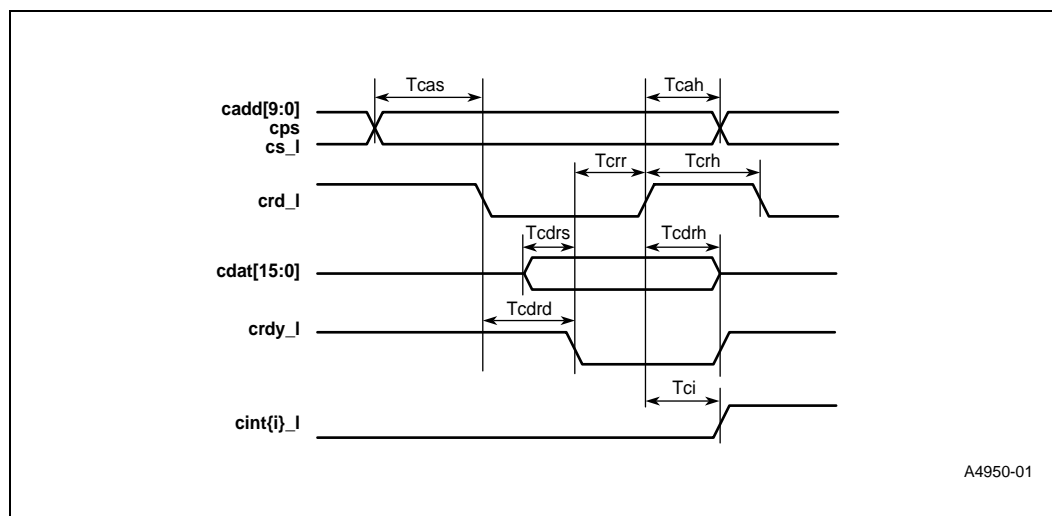 Tcas
Tcah
cadd[9:0]
cps
cs_l
Tcrr
Tcrh
crd_l
Tcdrs
Tcdrh
cdat[15:0]
Tcdrd
crdy_l
Tci
cint{i}_l
A4950-01